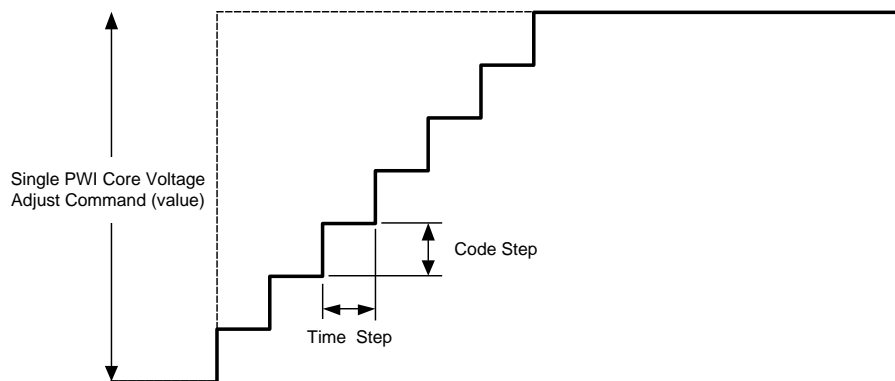 Single PWI Core Voltage
Adjust Command (value)
Code Step
Time Step